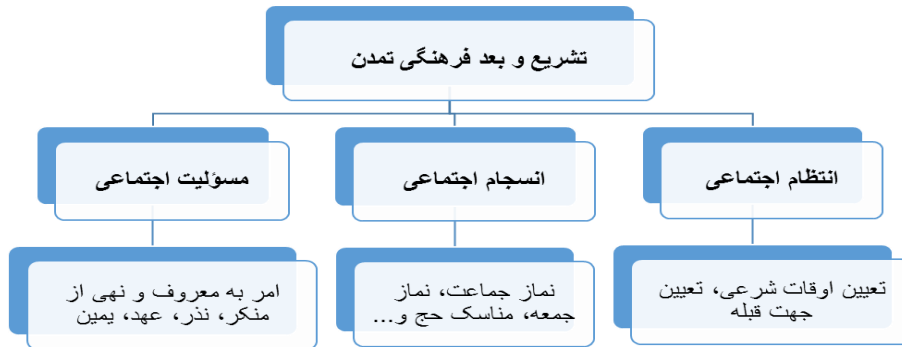 تشریع و بعد فرهنگی تمدن
انتظام اجتماعی
انسجام اجتماعی
مسؤلیت اجتماعی
تعیین اوقات شرعی، تعیین
جهت قبله
نماز جماعت، نماز
جمعه، مناسک حج و...
امر به معروف و نهی از
منکر، نذر، عهد، یمین